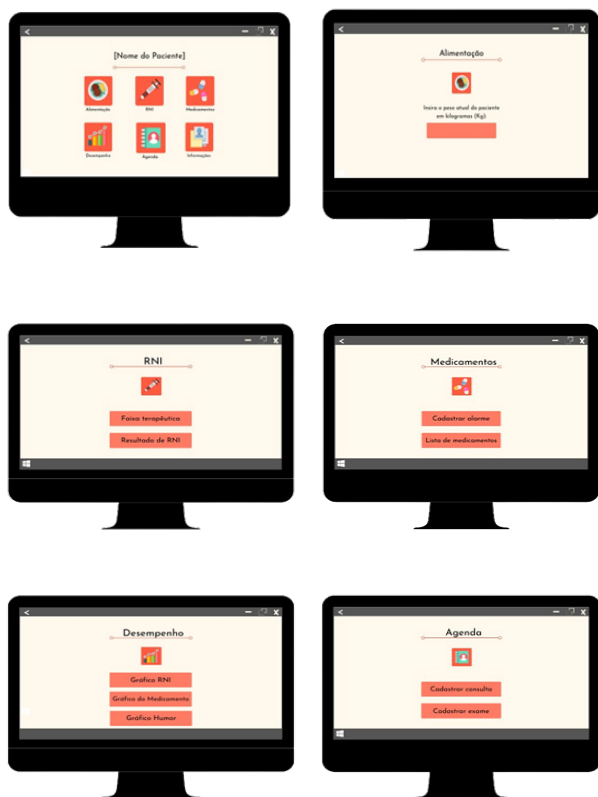 [Nome do Paciente]
Alimentação
RNI
Medicamentos
Desempenho
Agenda
Informações
Alimentação
Insira o peso atual do paciente
em kilogramas (Kg):
RNI
Faixa terapêutica
Resultado de RNI
Medicamentos
Cadastrar alarme
Lista de medicamentos
Desempenho
Gráfico RNI
Gráfico do Medicamento
Gráfico Humor
Agenda
Cadastrar consulta
Cadastrar exame